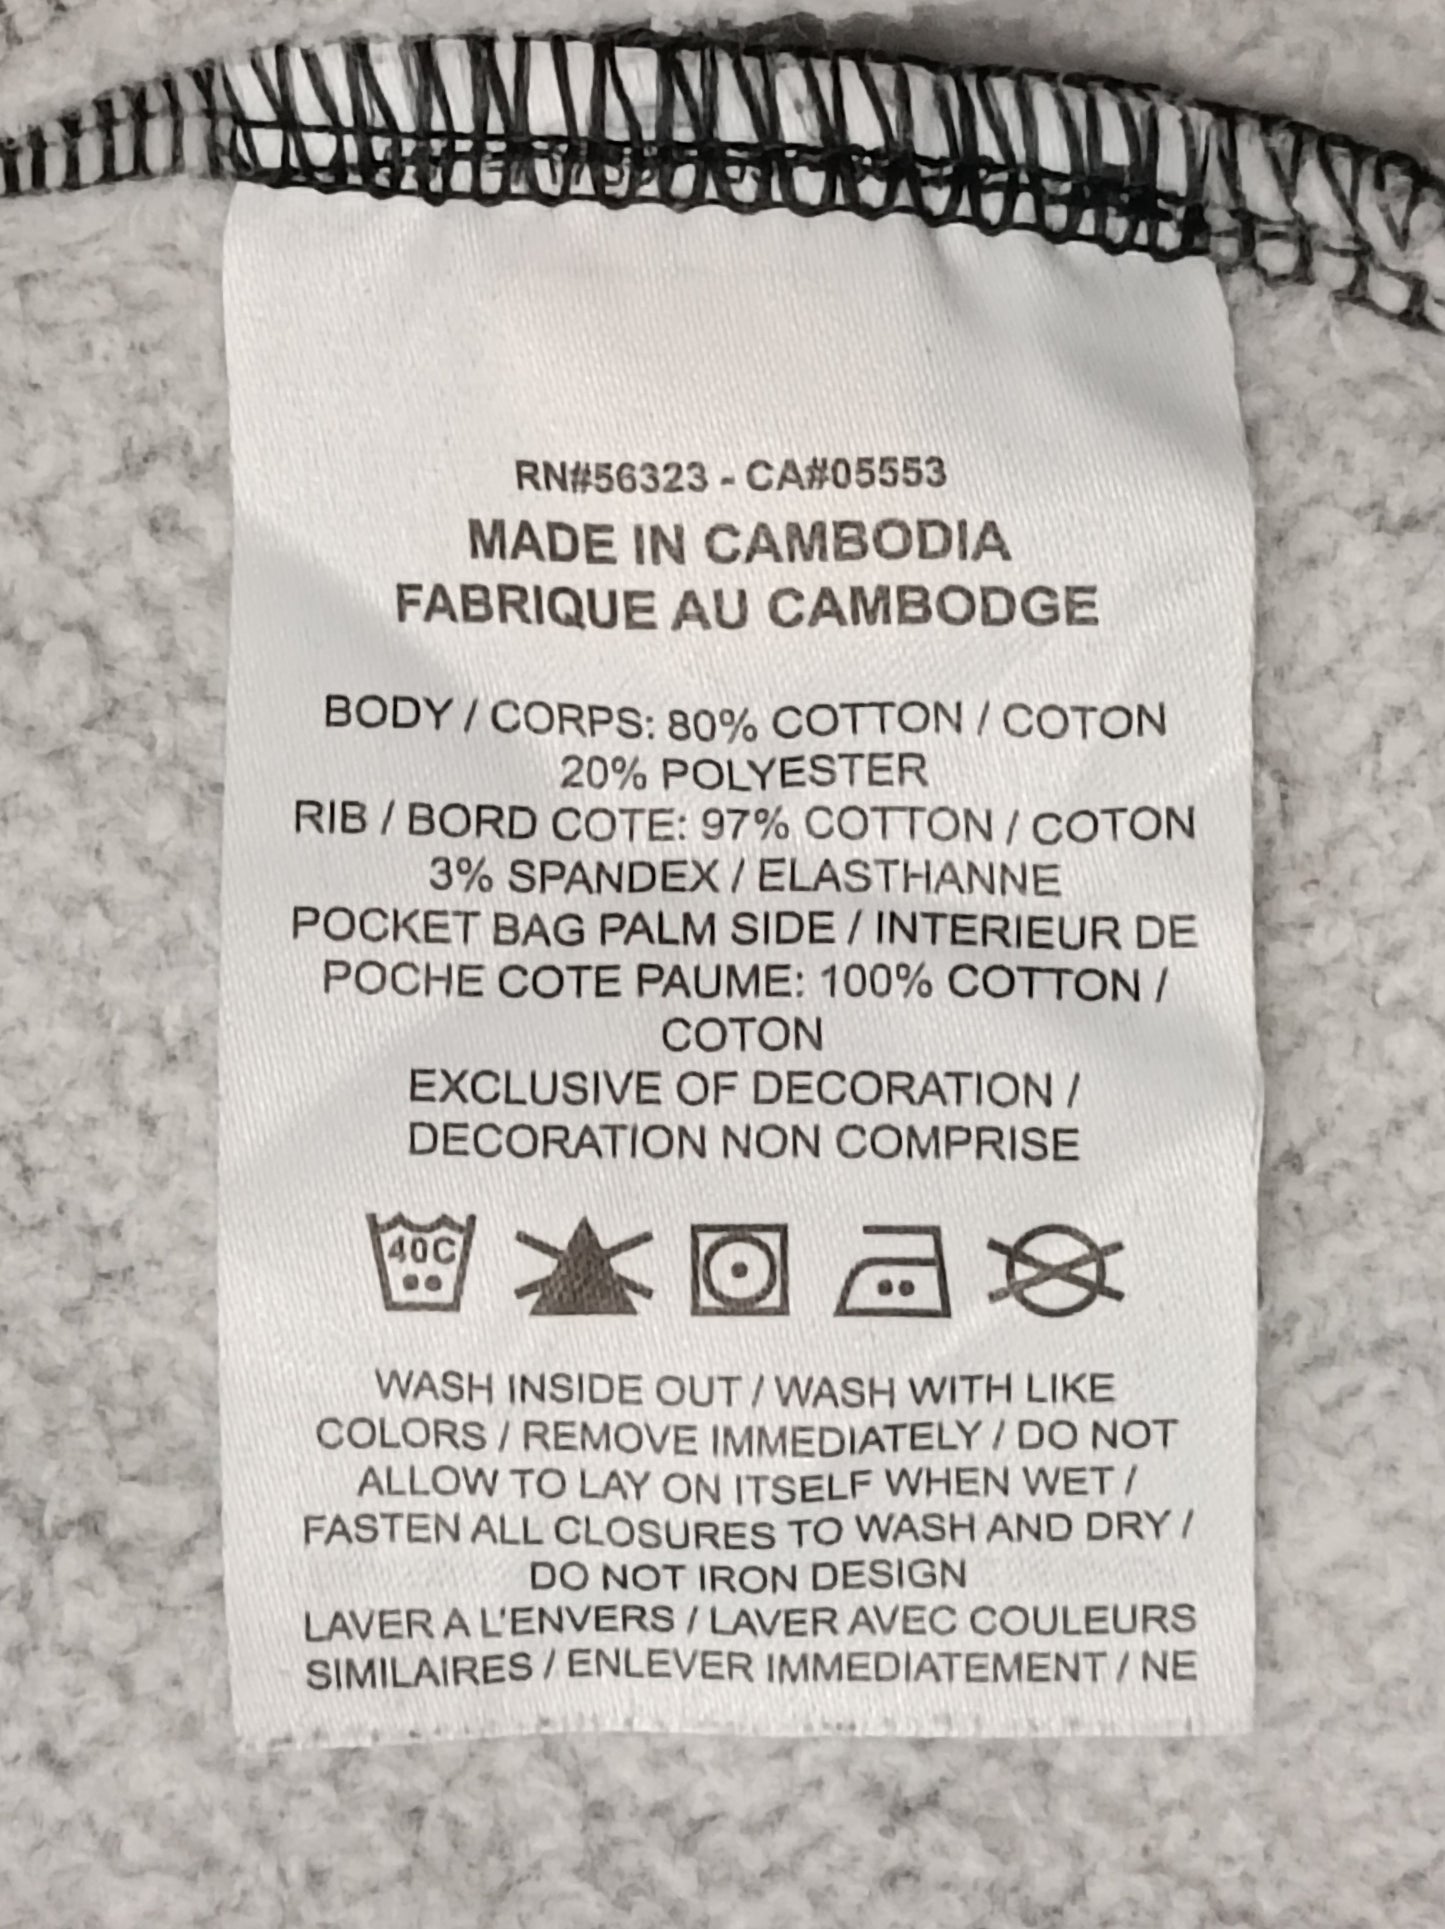 RN#56323 - CA#05553
MADE IN CAMBODIA
FABRIQUE AU CAMBODGE
BODY / CORPS: 80% COTTON / COTON
20% POLYESTER
RIB / BORD COTE: 97% COTTON / COTON
3% SPANDEX / ELASTHANNE
POCKET BAG PALM SIDE / INTERIEUR DE
POCHE COTE PAUME: 100% COTTON /
COTON
EXCLUSIVE OF DECORATION /
DECORATION NON COMPRISE
40C
WASH INSIDE OUT / WASH WITH LIKE
COLORS / REMOVE IMMEDIATELY / DO NOT
ALLOW TO LAY ON ITSELF WHEN WET /
FASTEN ALL CLOSURES TO WASH AND DRY /
DO NOT IRON DESIGN
LAVER A L'ENVERS / LAVER AVEC COULEURS
SIMILAIRES / ENLEVER IMMEDIATEMENT / NE